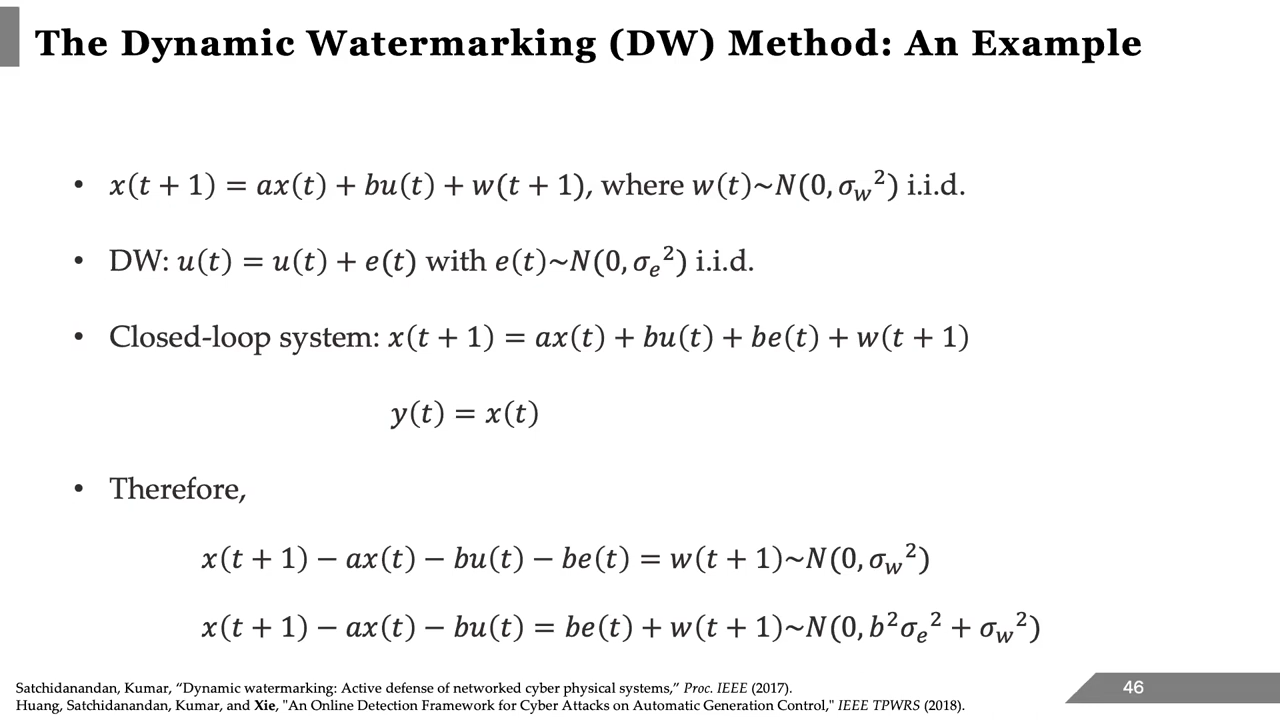 The Dynamic Watermarking (DW) Method: An Example
• x(t + 1) = ax(t) + bu(t) + w(t + 1), where w(t)~N(0, σw²) i.i.d.
• DW: u(t) = u(t) + e(t) with e(t)~N(0, σe²) i.i.d.
• Closed-loop system: x(t + 1) = ax(t) + bu(t) + be(t) + w(t + 1)
y(t) = x(t)
• Therefore,
x(t + 1) − ax(t) − bu(t) − be(t) = w(t + 1)~N(0, σw²)
x(t + 1) − ax(t) − bu(t) = be(t) + w(t + 1)~N(0, b²σe² + σw²)
Satchidanandan, Kumar, “Dynamic watermarking: Active defense of networked cyber physical systems,” Proc. IEEE (2017).
Huang, Satchidanandan, Kumar, and Xie, "An Online Detection Framework for Cyber Attacks on Automatic Generation Control," IEEE TPWRS (2018).
46